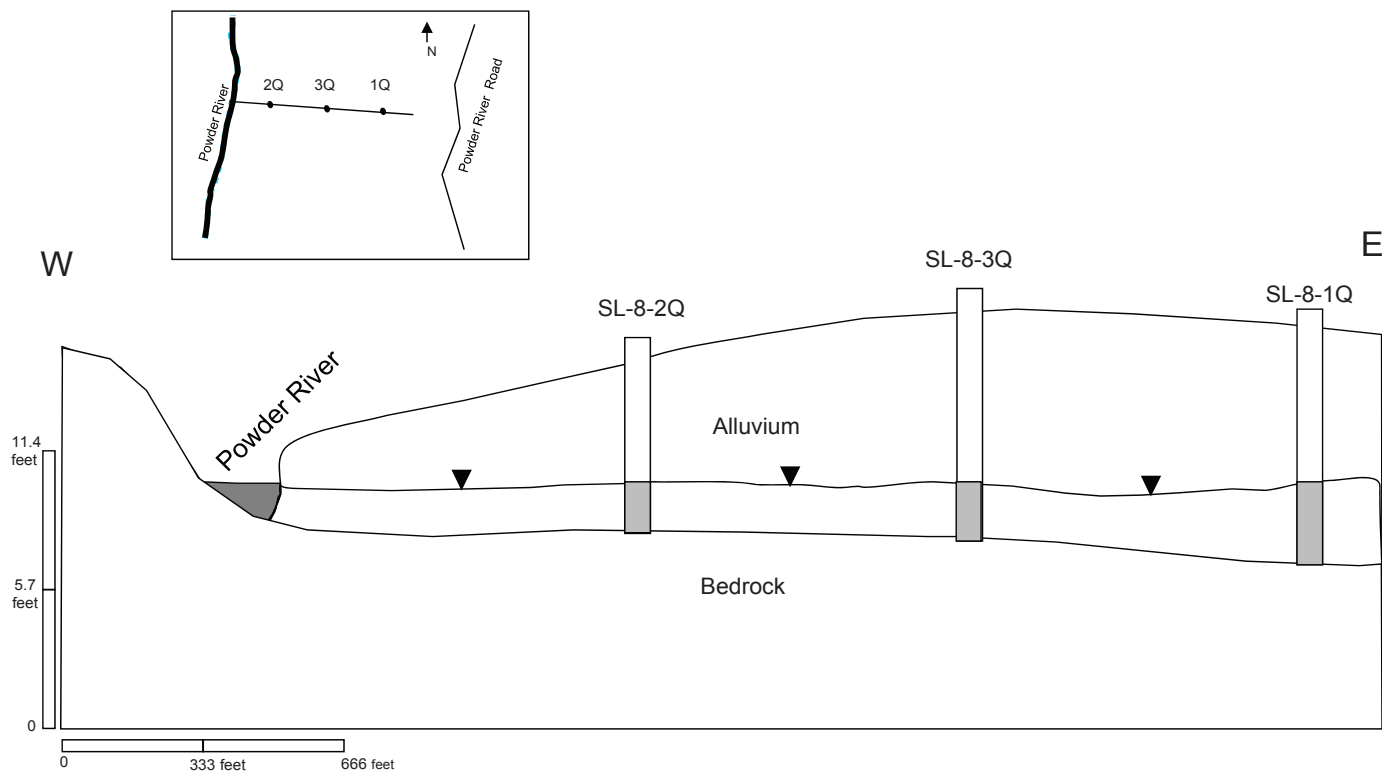 N
2Q 3Q 1Q
Powder River
Powder River Road
W
E
SL-8-3Q
SL-8-1Q
SL-8-2Q
Powder River
Alluvium
11.4
feet
5.7
feet
Bedrock
0
0
333 feet
666 feet